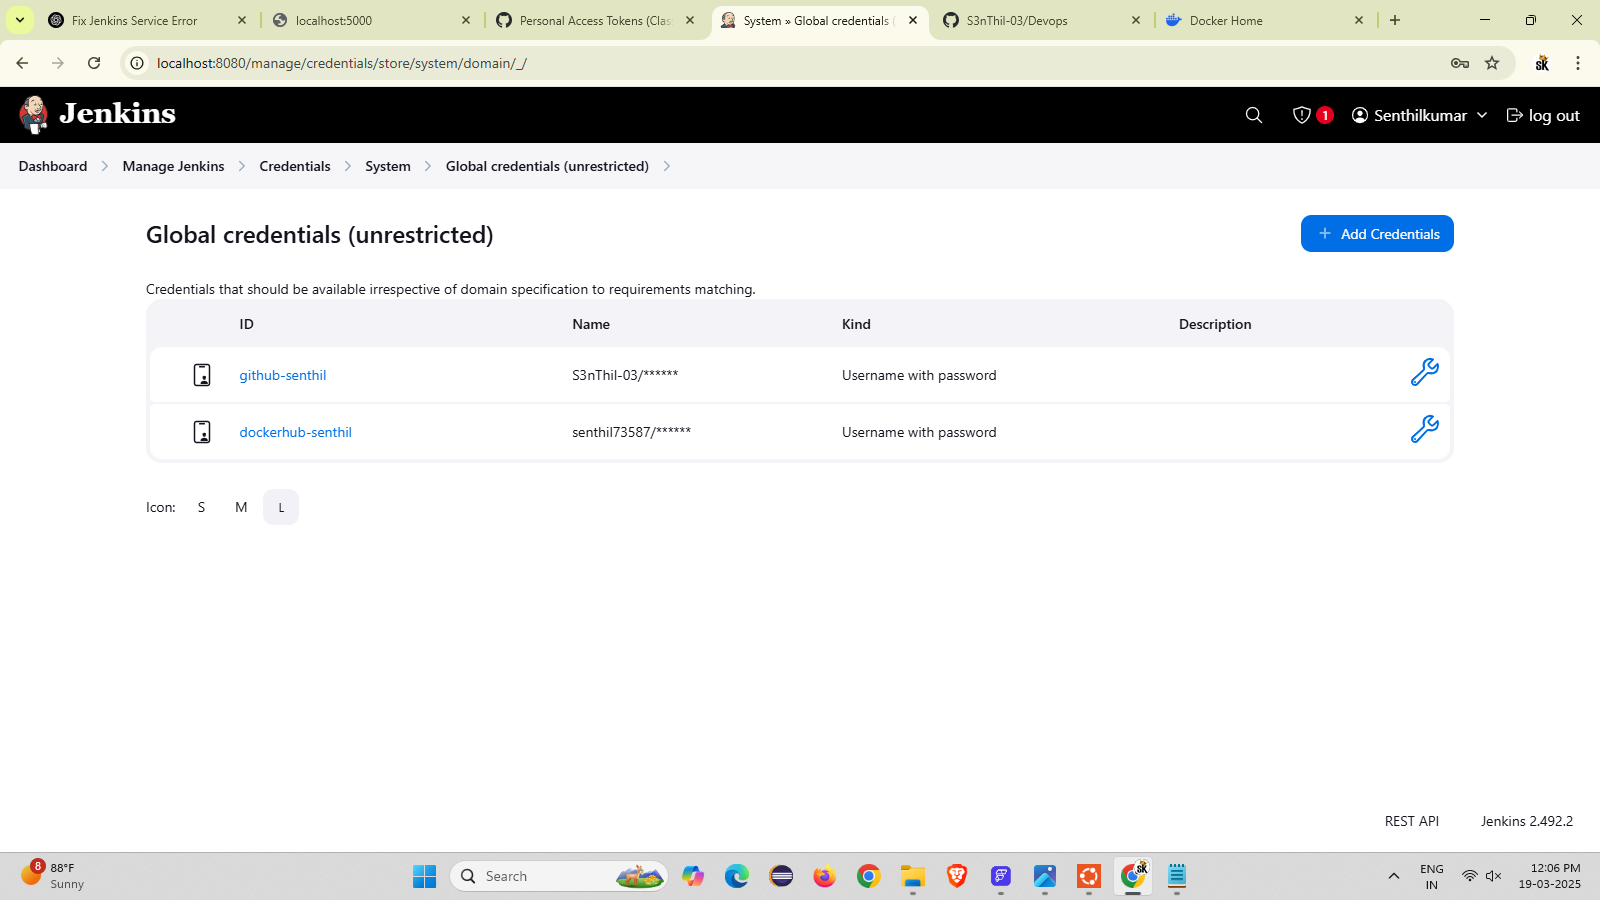 Fix Jenkins Service Error
localhost:5000
Personal Access Tokens (Clas
System » Global credentials (
S3nThil-03/Devops
Docker Home
localhost:8080/manage/credentials/store/system/domain/_/
SK
Jenkins
1
Senthilkumar
log out
Dashboard
Manage Jenkins
Credentials
System
Global credentials (unrestricted)
Global credentials (unrestricted)
+ Add Credentials
Credentials that should be available irrespective of domain specification to requirements matching.
ID Name Kind Description
github-senthil S3nThil-03/****** Username with password
dockerhub-senthil senthil73587/****** Username with password
Icon: S M L
REST API Jenkins 2.492.2
8
88°F
Sunny
Search
SK
ENG
IN
12:06 PM
19-03-2025